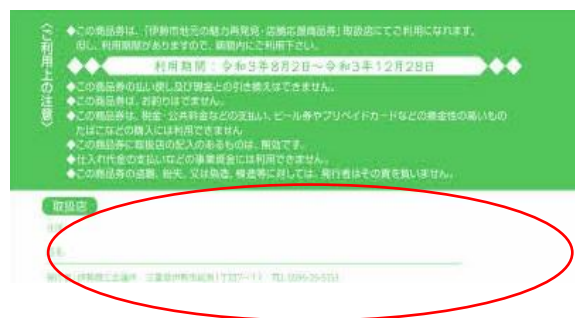 〈ご利用上の注意〉
◆この商品券は、「伊勢市地元の魅力再発見・店舗応援商品券」取扱店にてご利用になれます。
但し、利用期限がありますので、期間内にご利用下さい。
利用期間：令和3年8月2日～令和3年12月28日
◆この商品券の払い戻し及び現金との引き換えはできません。
◆この商品券は、お釣りはでません。
◆この商品券は、税金・公共料金などの支払い、ビール券やプリペイドカードなどの換金性の高いもの
たばこなどの購入には利用できません
◆この商品券に取扱店の記入のあるものは、無効です。
◆仕入れ代金の支払いなどの事業資金には利用できません。
◆この商品券の盗難、紛失、又は偽造、模造等に対しては、発行者はその責を負いません。
取扱店
伊勢商工会議所